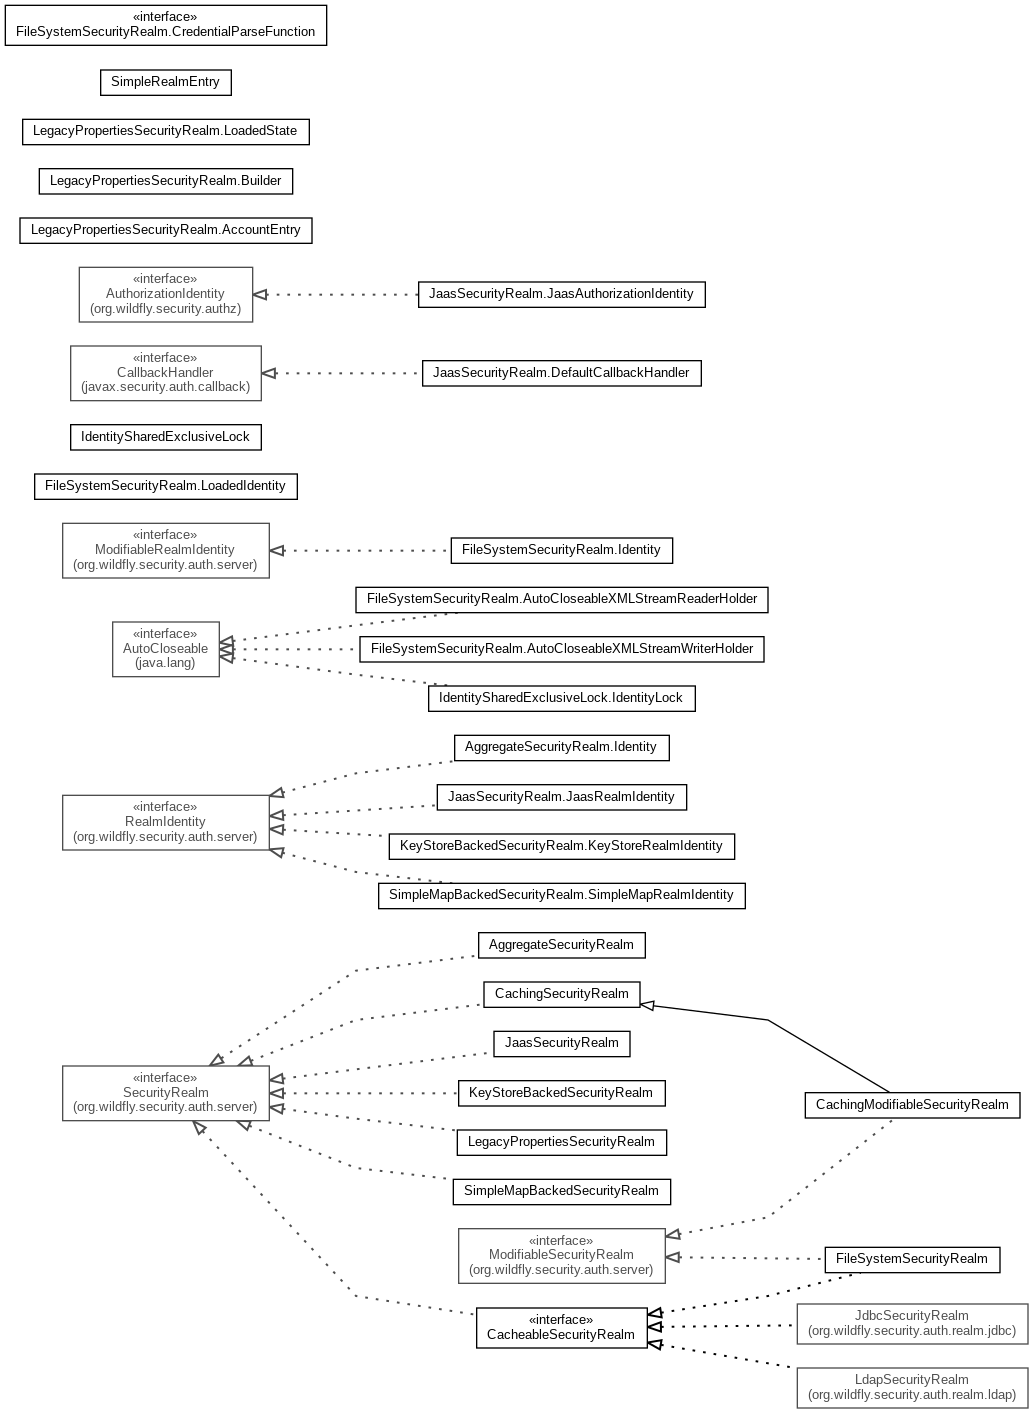 «interface»
FileSystemSecurityRealm.CredentialParseFunction
SimpleRealmEntry
LegacyPropertiesSecurityRealm.LoadedState
LegacyPropertiesSecurityRealm.Builder
LegacyPropertiesSecurityRealm.AccountEntry
«interface»
AuthorizationIdentity
(org.wildfly.security.authz)
JaasSecurityRealm.JaasAuthorizationIdentity
«interface»
CallbackHandler
(javax.security.auth.callback)
JaasSecurityRealm.DefaultCallbackHandler
IdentitySharedExclusiveLock
FileSystemSecurityRealm.LoadedIdentity
«interface»
ModifiableRealmIdentity
(org.wildfly.security.auth.server)
FileSystemSecurityRealm.Identity
FileSystemSecurityRealm.AutoCloseableXMLStreamReaderHolder
«interface»
AutoCloseable
(java.lang)
FileSystemSecurityRealm.AutoCloseableXMLStreamWriterHolder
IdentitySharedExclusiveLock.IdentityLock
AggregateSecurityRealm.Identity
JaasSecurityRealm.JaasRealmIdentity
«interface»
RealmIdentity
(org.wildfly.security.auth.server)
KeyStoreBackedSecurityRealm.KeyStoreRealmIdentity
SimpleMapBackedSecurityRealm.SimpleMapRealmIdentity
AggregateSecurityRealm
CachingSecurityRealm
JaasSecurityRealm
«interface»
SecurityRealm
(org.wildfly.security.auth.server)
KeyStoreBackedSecurityRealm
CachingModifiableSecurityRealm
LegacyPropertiesSecurityRealm
SimpleMapBackedSecurityRealm
«interface»
ModifiableSecurityRealm
(org.wildfly.security.auth.server)
FileSystemSecurityRealm
«interface»
CacheableSecurityRealm
JdbcSecurityRealm
(org.wildfly.security.auth.realm.jdbc)
LdapSecurityRealm
(org.wildfly.security.auth.realm.ldap)